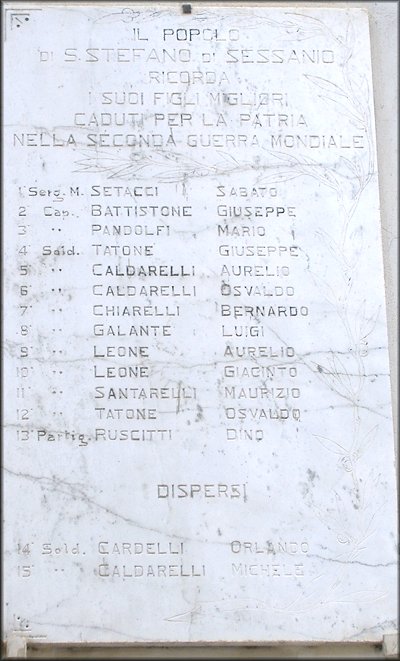 IL POPOLO
DI S. STEFANO DI SESSANIO
RICORDA
I SUOI FIGLI MIGLIORI
CADUTI PER LA PATRIA
NELLA SECONDA GUERRA MONDIALE
1° Serg. M. SETACCI SABATO
2° Cap. BATTISTONE GIUSEPPE
3° " PANDOLFI MARIO
4° Sold. TATONE GIUSEPPE
5° " CALDARELLI AURELIO
6° " CALDARELLI OSVALDO
7° " CHIARELLI BERNARDO
8° " GALANTE LUIGI
9° " LEONE AURELIO
10° " LEONE GIACINTO
11° " SANTARELLI MAURIZIO
12° " TATONE OSVALDO
13° Partig. RUSCITTI DINO
DISPERSI
14° Sold. CARDELLI ORLANDO
15° " CALDARELLI MICHELE